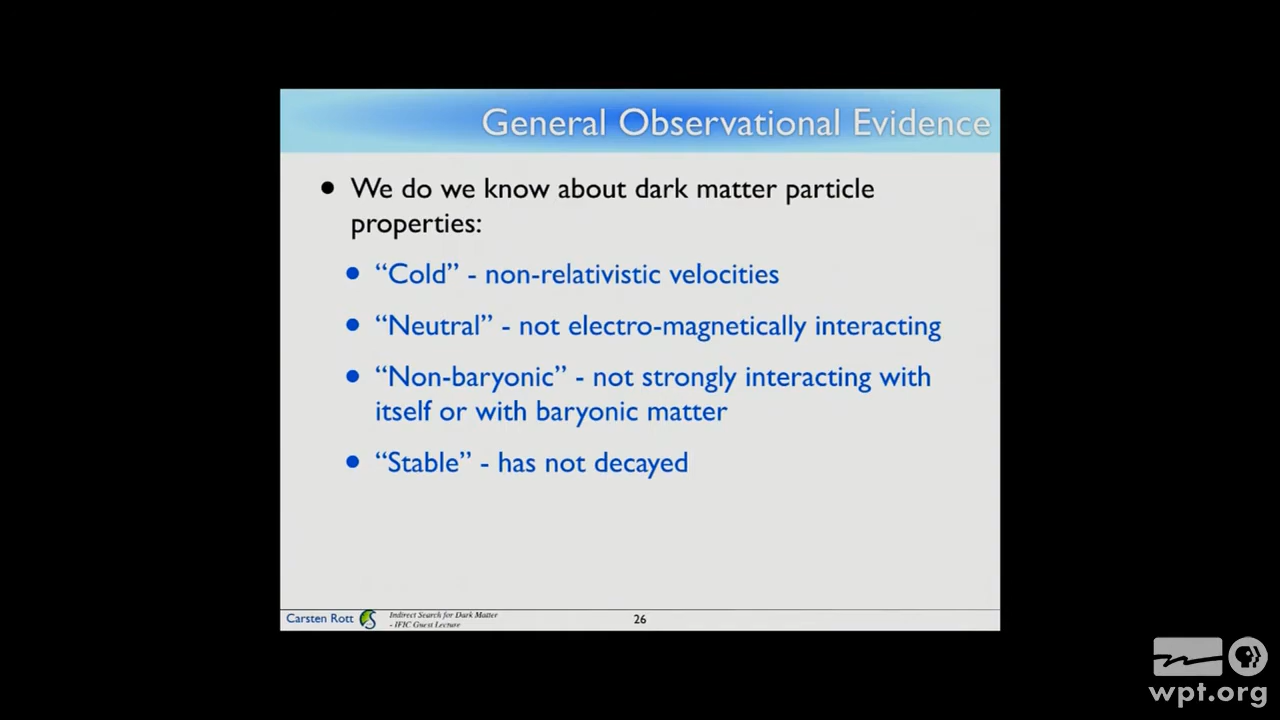 General Observational Evidence
• We do we know about dark matter particle
properties:
• “Cold” - non-relativistic velocities
• “Neutral” - not electro-magnetically interacting
• “Non-baryonic” - not strongly interacting with
itself or with baryonic matter
• “Stable” - has not decayed
Carsten Rott
Indirect Search for Dark Matter
- IFIC Guest Lecture
26
wpt.org